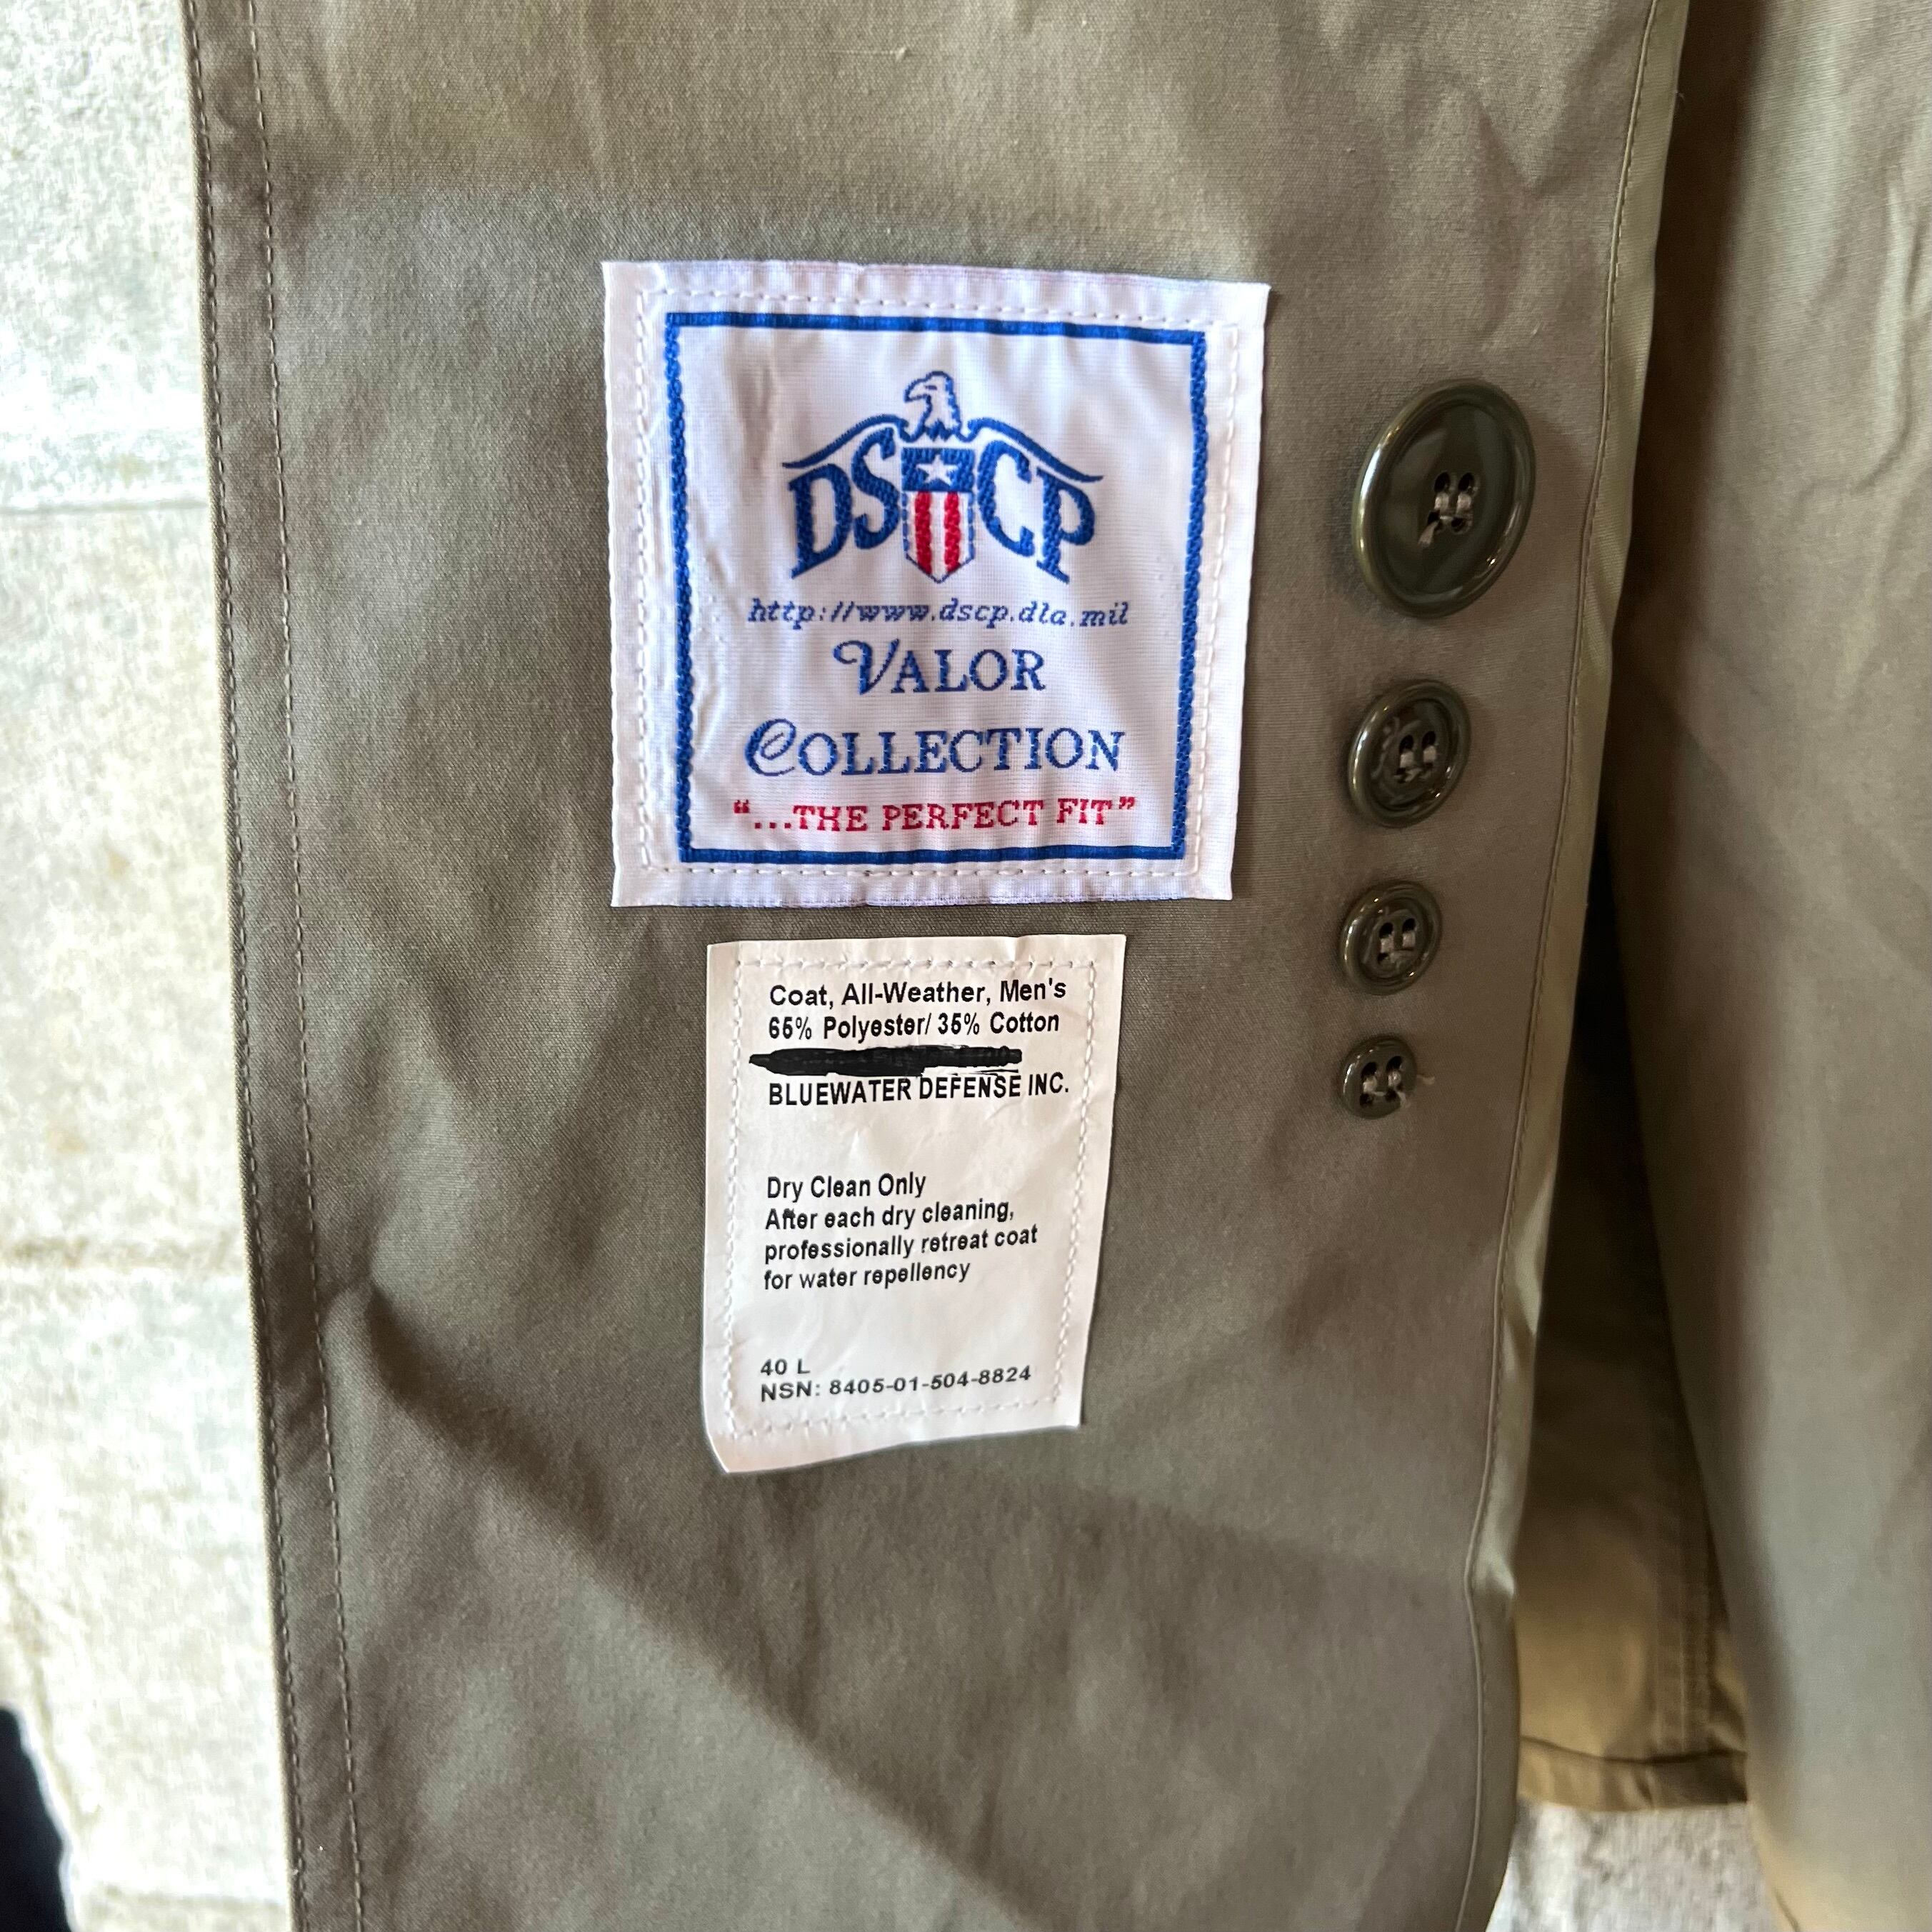 DSCP
http://www.dscp.dla.mil
VALOR
COLLECTION
"...THE PERFECT FIT"
Coat, All-Weather, Men's
65% Polyester/ 35% Cotton
BLUEWATER DEFENSE INC.
Dry Clean Only
After each dry cleaning,
professionally retreat coat
for water repellency
40 L
NSN: 8405-01-504-8824